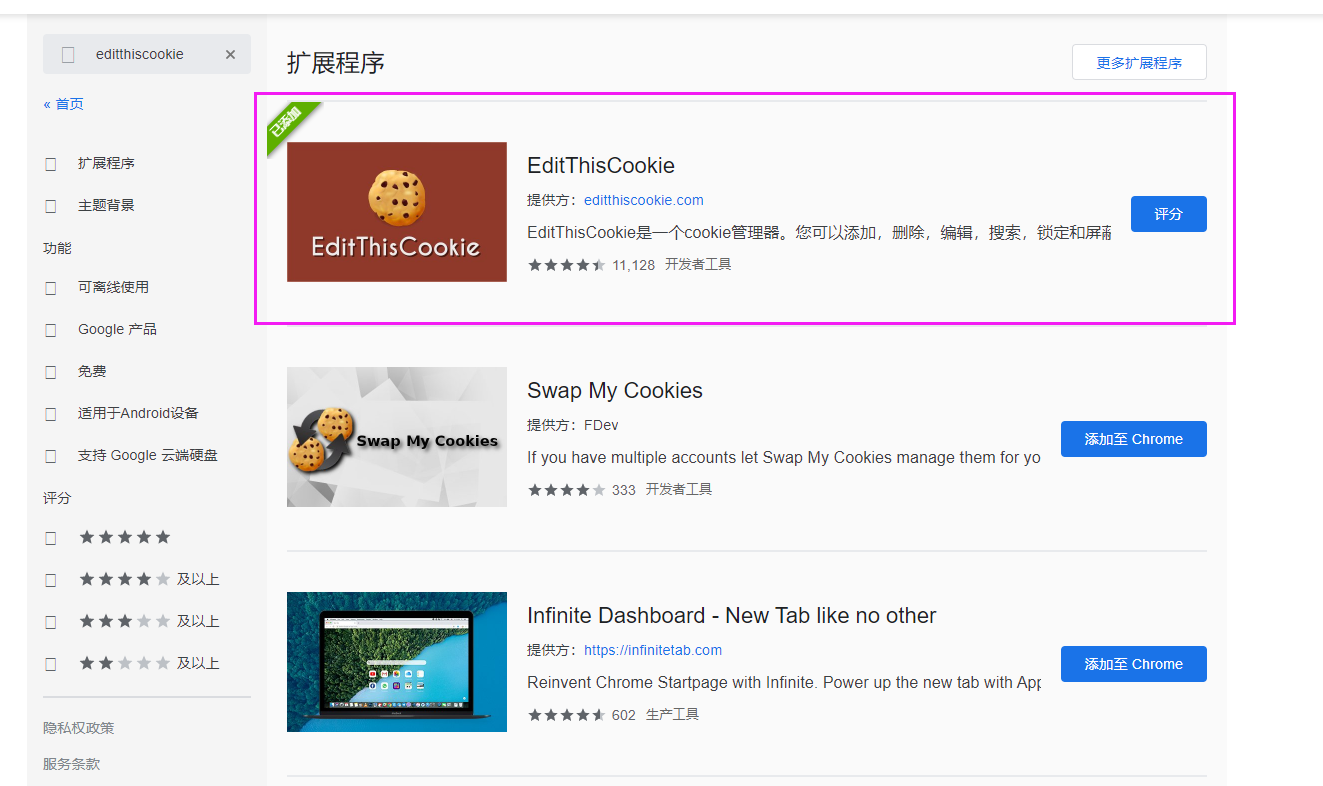 editthiscookie ×
« 首页
扩展程序
主题背景
功能
可离线使用
Google 产品
免费
适用于Android设备
支持 Google 云端硬盘
评分
及以上
及以上
及以上
隐私权政策
服务条款
扩展程序
更多扩展程序
已添加
EditThisCookie
EditThisCookie
提供方：editthiscookie.com
EditThisCookie是一个cookie管理器。您可以添加，删除，编辑，搜索，锁定和屏蔽
11,128 开发者工具
评分
Swap My Cookies
Swap My Cookies
提供方：FDev
If you have multiple accounts let Swap My Cookies manage them for yo
333 开发者工具
添加至 Chrome
Infinite Dashboard - New Tab like no other
提供方：https://infinitetab.com
Reinvent Chrome Startpage with Infinite. Power up the new tab with App
602 生产工具
添加至 Chrome